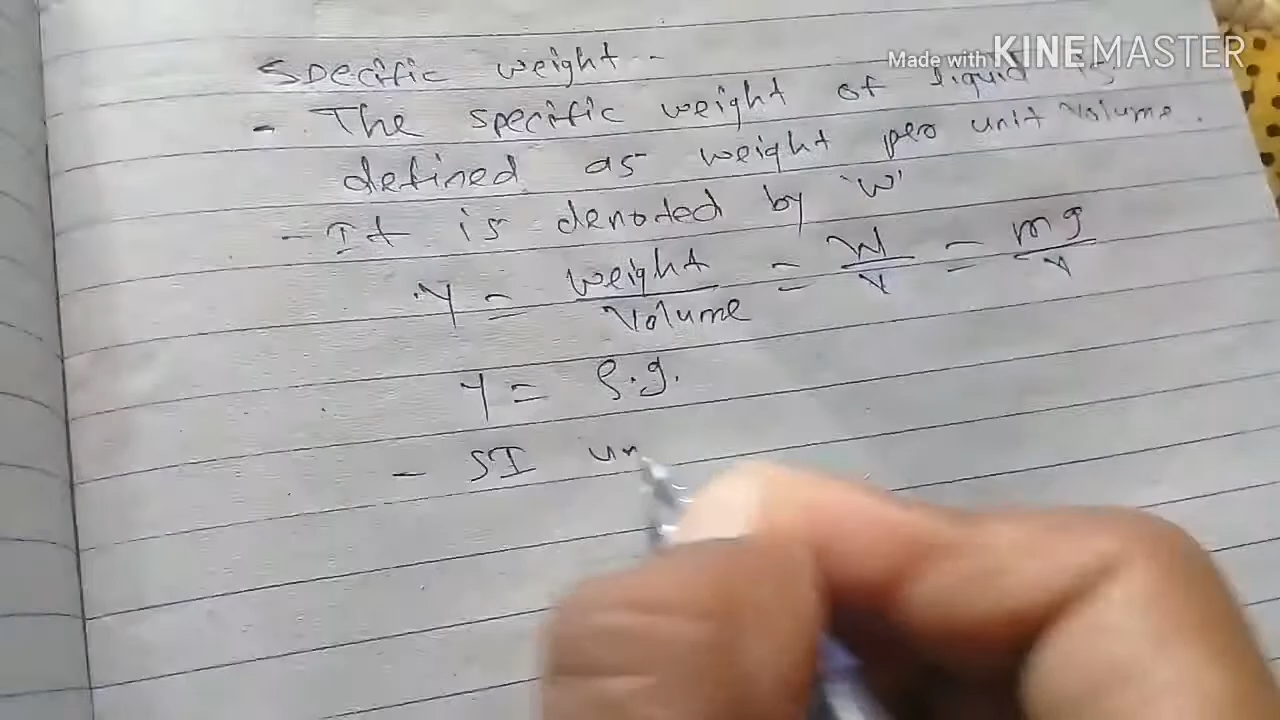 Made with KINEMASTER
Specific weight -
- The specific weight of liquid is
defined as weight per unit volume.
- It is denoted by 'W'
γ = weight / Volume = W / V = mg / V
γ = ρ.g.
- SI un